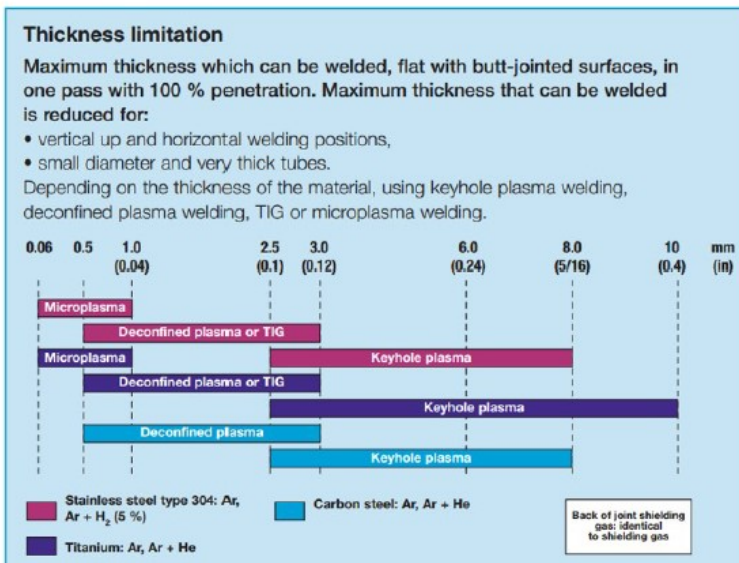 Thickness limitation
Maximum thickness which can be welded, flat with butt-jointed surfaces, in
one pass with 100 % penetration. Maximum thickness that can be welded
is reduced for:
• vertical up and horizontal welding positions,
• small diameter and very thick tubes.
Depending on the thickness of the material, using keyhole plasma welding,
deconfined plasma welding, TIG or microplasma welding.
0.06 0.5 1.0 2.5 3.0 6.0 8.0 10 mm
(0.04) (0.1) (0.12) (0.24) (5/16) (0.4) (in)
Microplasma
Deconfined plasma or TIG
Microplasma Keyhole plasma
Deconfined plasma or TIG
Keyhole plasma
Deconfined plasma
Keyhole plasma
Stainless steel type 304: Ar,
Ar + H₂ (5 %)
Carbon steel: Ar, Ar + He
Titanium: Ar, Ar + He
Back of joint shielding
gas: identical
to shielding gas